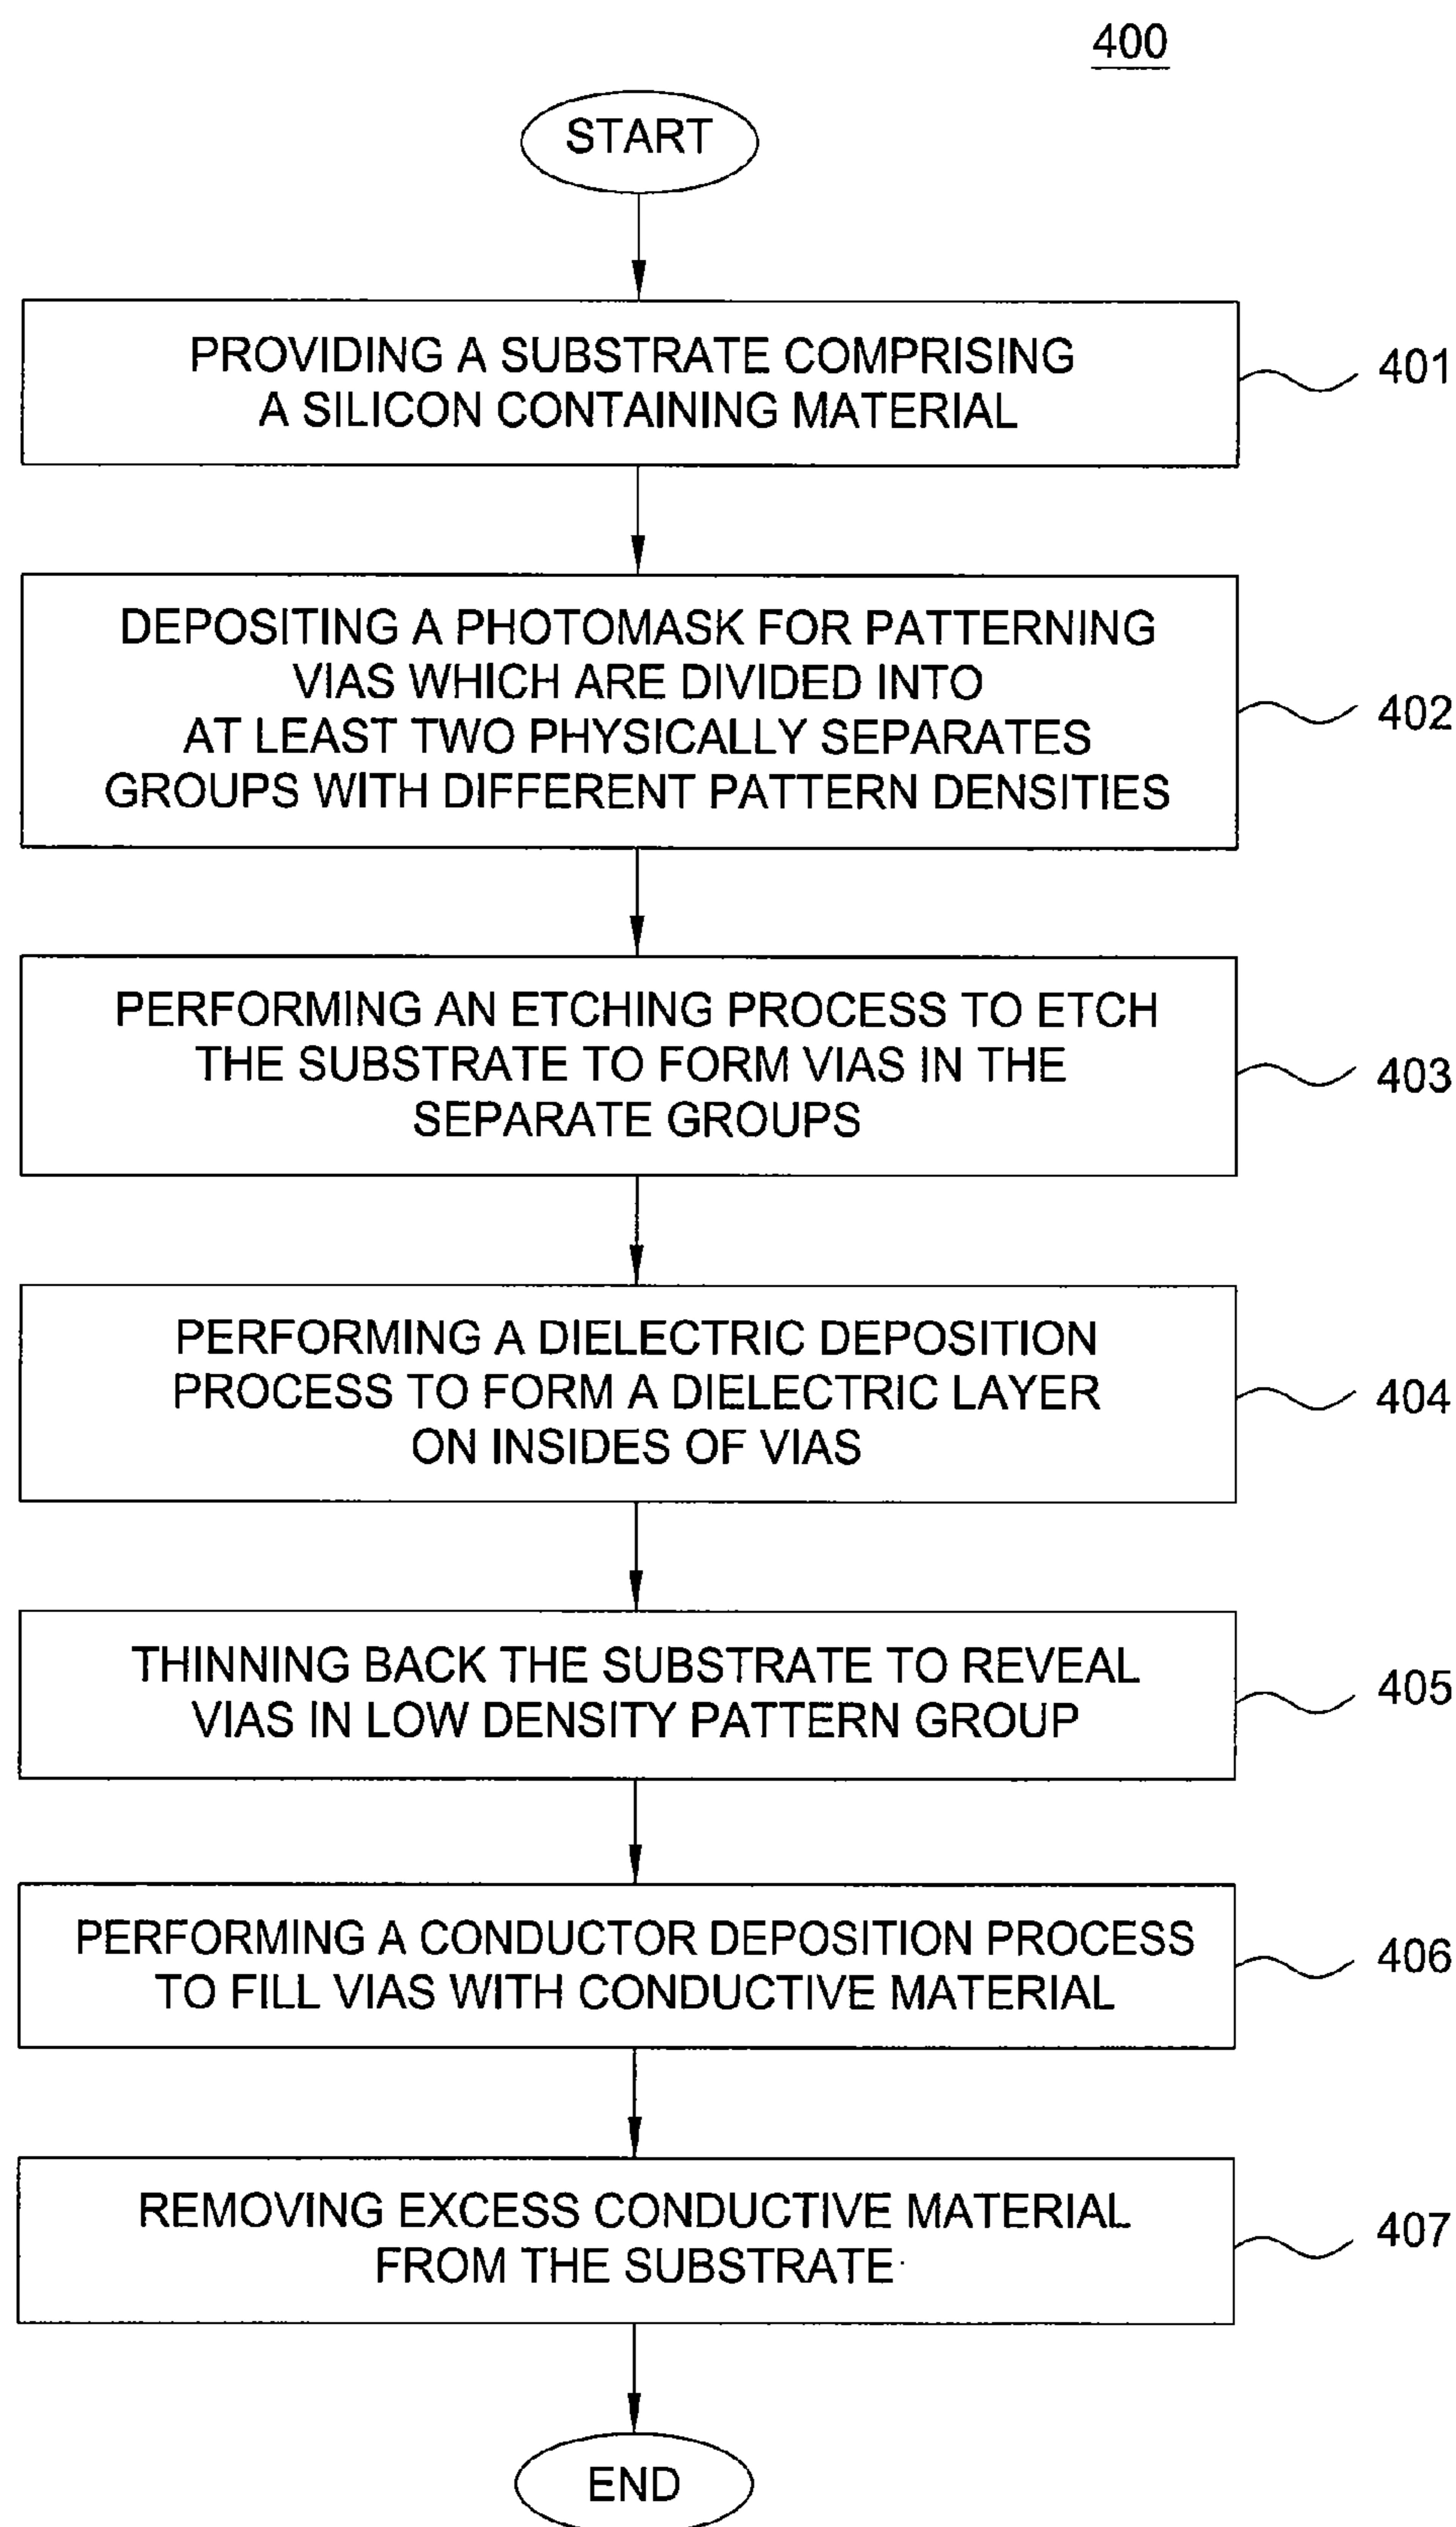 400
START
PROVIDING A SUBSTRATE COMPRISING
A SILICON CONTAINING MATERIAL
401
DEPOSITING A PHOTOMASK FOR PATTERNING
VIAS WHICH ARE DIVIDED INTO
AT LEAST TWO PHYSICALLY SEPARATES
GROUPS WITH DIFFERENT PATTERN DENSITIES
402
PERFORMING AN ETCHING PROCESS TO ETCH
THE SUBSTRATE TO FORM VIAS IN THE
SEPARATE GROUPS
403
PERFORMING A DIELECTRIC DEPOSITION
PROCESS TO FORM A DIELECTRIC LAYER
ON INSIDES OF VIAS
404
THINNING BACK THE SUBSTRATE TO REVEAL
VIAS IN LOW DENSITY PATTERN GROUP
405
PERFORMING A CONDUCTOR DEPOSITION PROCESS
TO FILL VIAS WITH CONDUCTIVE MATERIAL
406
REMOVING EXCESS CONDUCTIVE MATERIAL
FROM THE SUBSTRATE
407
END